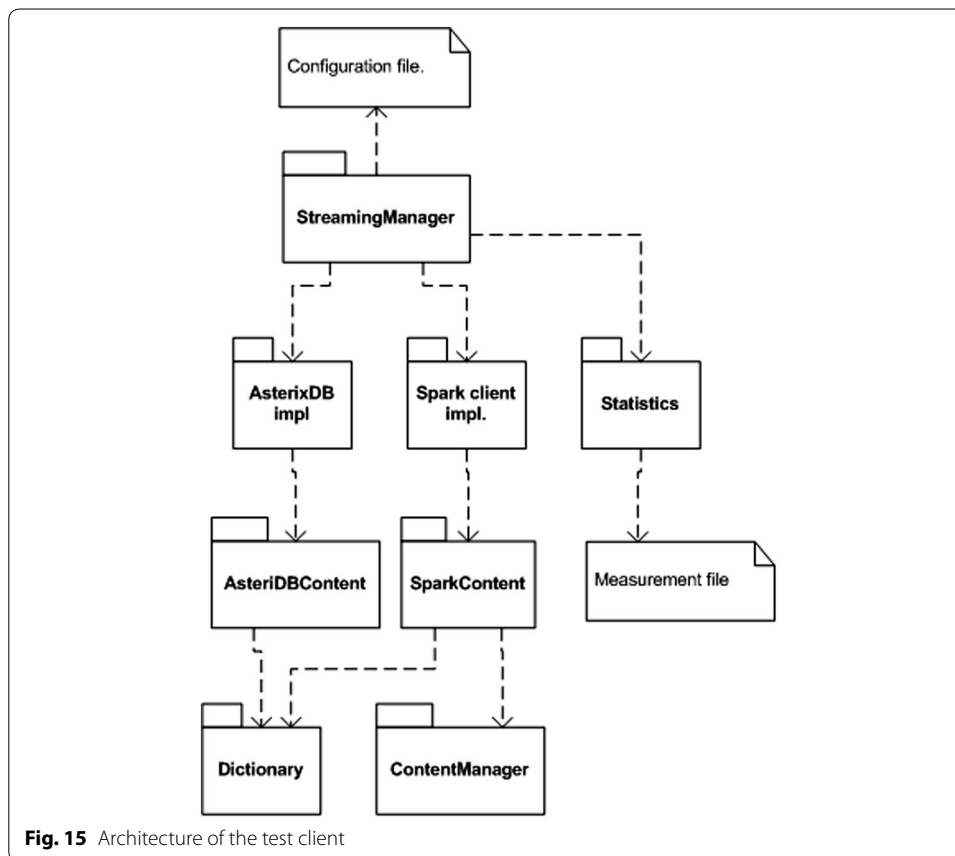 Configuration file.
StreamingManager
AsterixDB
impl
Spark client
impl.
Statistics
AsteriDBContent
SparkContent
Measurement file
Dictionary
ContentManager
Fig. 15 Architecture of the test client